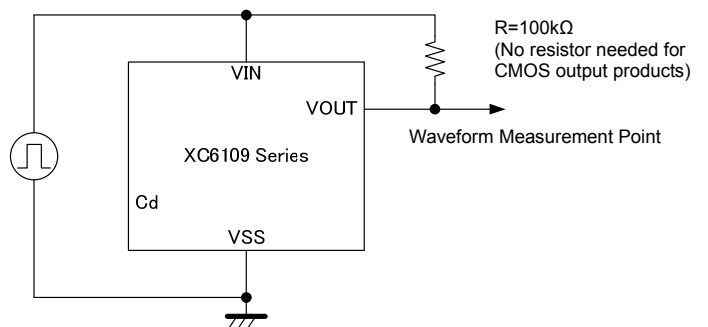 R=100kΩ
(No resistor needed for
CMOS output products)
VIN
VOUT
Waveform Measurement Point
XC6109 Series
Cd
VSS